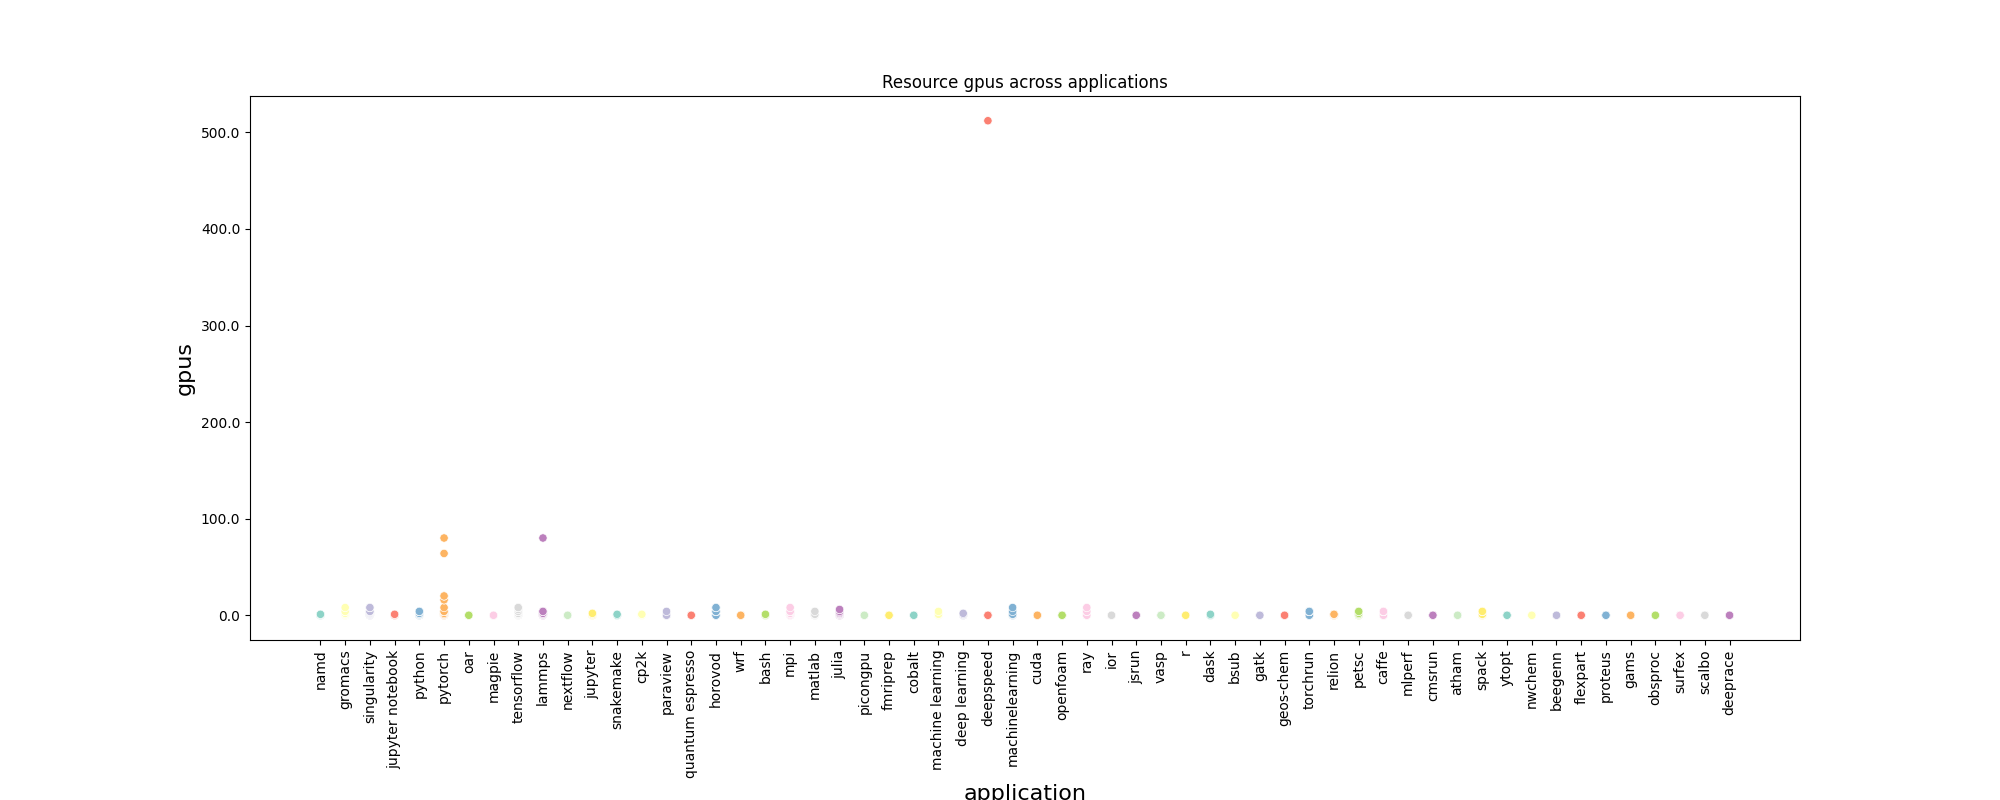 Resource gpus across applications
500.0
400.0
300.0
200.0
100.0
0.0
gpus
namd
gromacs
singularity
jupyter notebook
python
pytorch
oar
magpie
tensorflow
lammps
nextflow
jupyter
snakemake
cp2k
paraview
quantum espresso
horovod
wrf
bash
mpi
matlab
julia
picongpu
fmriprep
cobalt
machine learning
deep learning
deepspeed
machinelearning
cuda
openfoam
ray
ior
jsrun
vasp
r
dask
bsub
gatk
geos-chem
torchrun
relion
petsc
caffe
mlperf
cmsrun
atham
spack
ytopt
nwchem
beegenn
flexpart
proteus
gams
obsproc
surfex
scalbo
deeprace
application